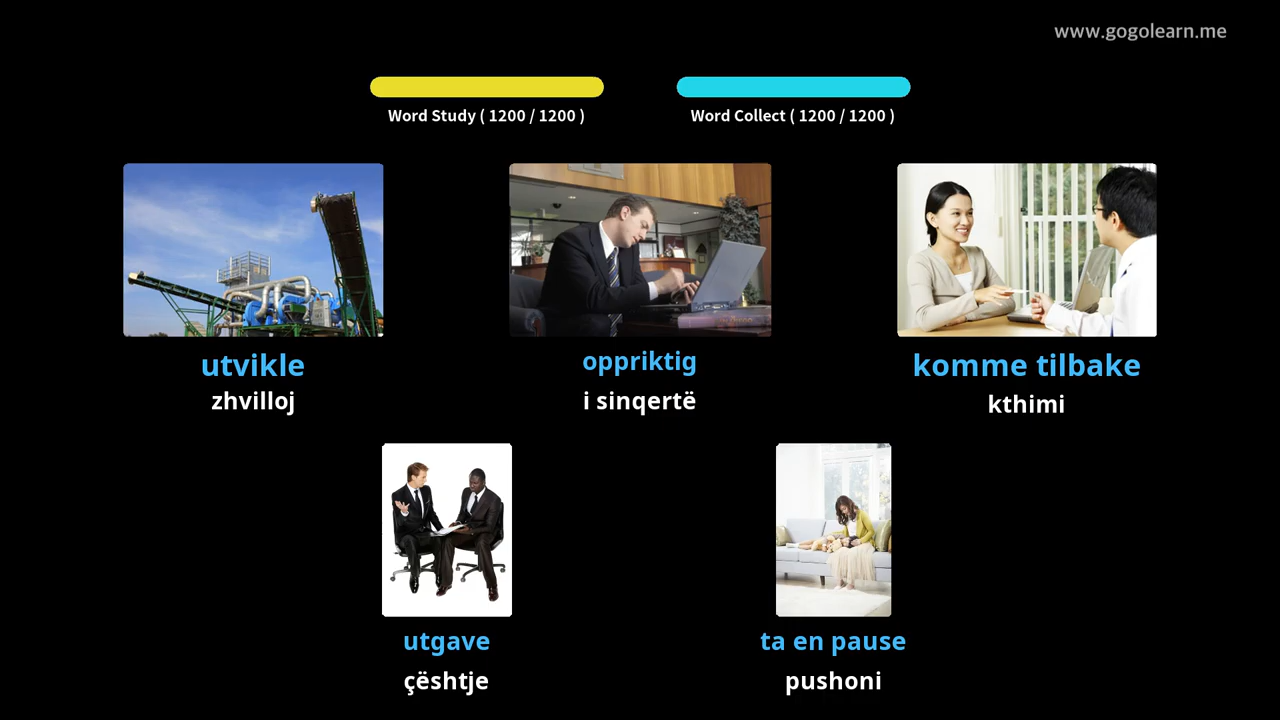 www.gogolearn.me
Word Study ( 1200 / 1200 )
Word Collect ( 1200 / 1200 )
utvikle
zhvilloj
oppriktig
i sinqertë
komme tilbake
kthimi
utgave
çështje
ta en pause
pushoni